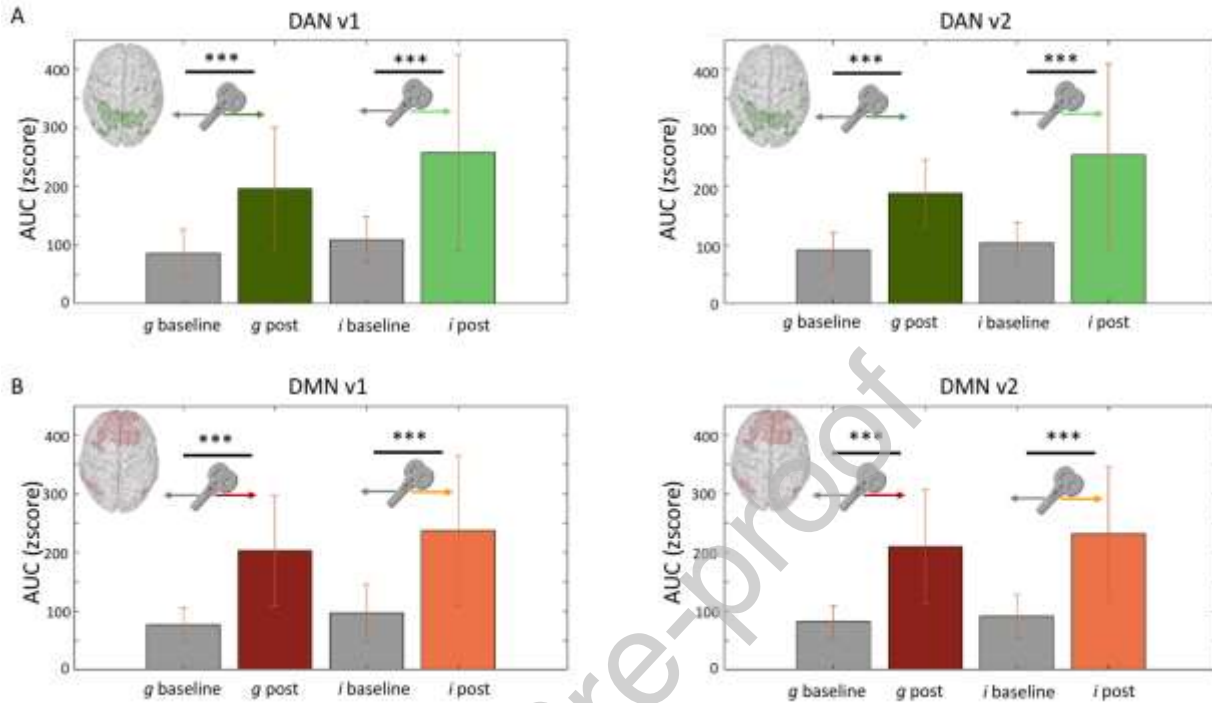 A
DAN v1
AUC (zscore)
400
300
200
100
0
***
***
g baseline
g post
i baseline
i post
DAN v2
AUC (zscore)
400
300
200
100
0
***
***
g baseline
g post
i baseline
i post
B
DMN v1
AUC (zscore)
400
300
200
100
0
***
***
g baseline
g post
i baseline
i post
DMN v2
AUC (zscore)
400
300
200
100
0
***
***
g baseline
g post
i baseline
i post
re-proof